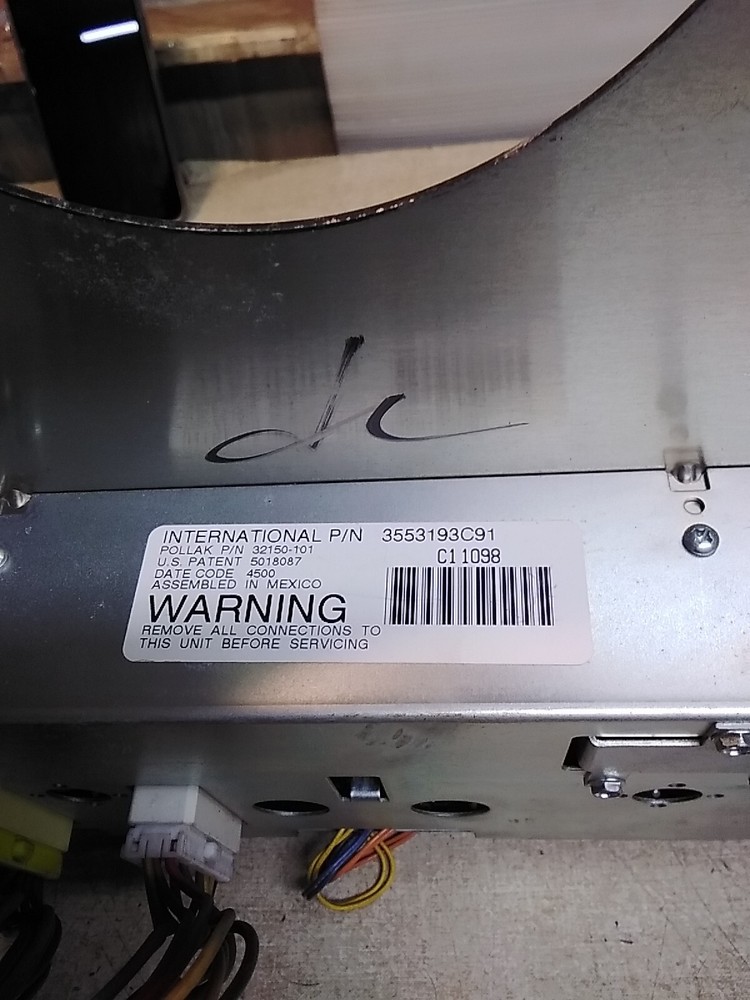 dc
INTERNATIONAL P/N 3553193C91
POLLAK P/N 32150-101
C11098
U.S. PATENT 5018087
DATE CODE 4500
ASSEMBLED IN MEXICO
WARNING
REMOVE ALL CONNECTIONS TO
THIS UNIT BEFORE SERVICING